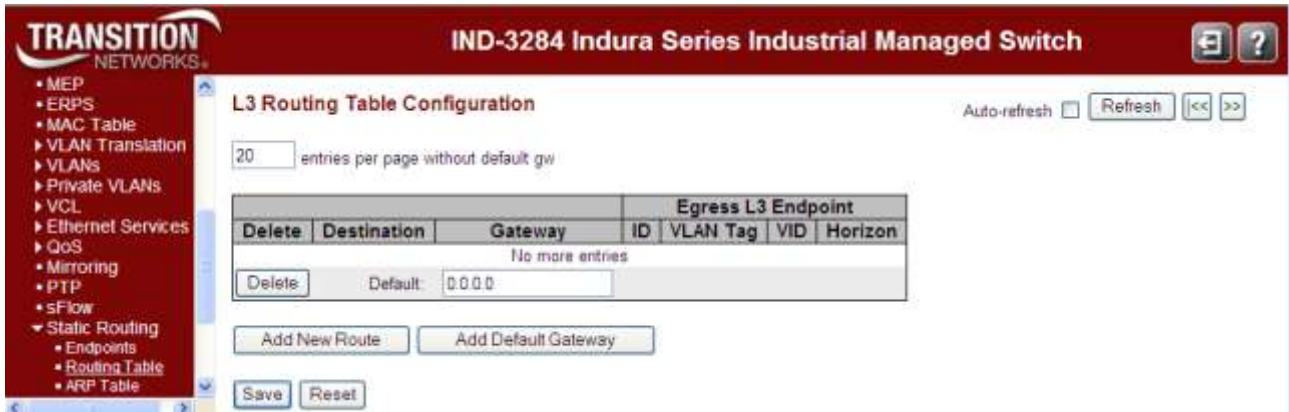 TRANSITION
NETWORKS®
IND-3284 Indura Series Industrial Managed Switch
?
MEP
ERPS
MAC Table
VLAN Translation
VLANs
Private VLANs
VCL
Ethernet Services
QoS
Mirroring
PTP
sFlow
Static Routing
Endpoints
Routing Table
ARP Table
L3 Routing Table Configuration
Auto-refresh Refresh |<< >>
20 entries per page without default gw
Egress L3 Endpoint
Delete Destination Gateway ID VLAN Tag VID Horizon
No more entries
Delete Default: 0.0.0.0
Add New Route Add Default Gateway
Save Reset